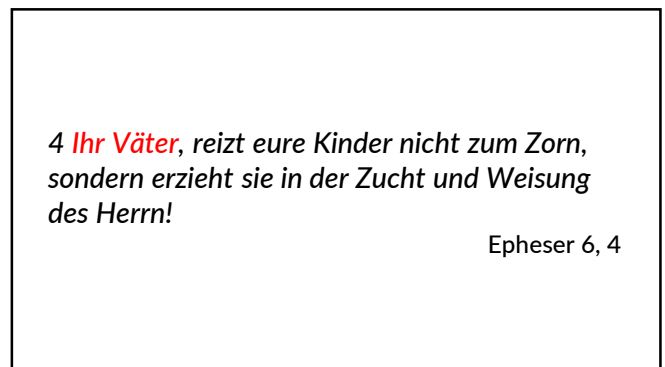 4 Ihr Väter, reizt eure Kinder nicht zum Zorn,
sondern erzieht sie in der Zucht und Weisung
des Herrn!
Epheser 6, 4